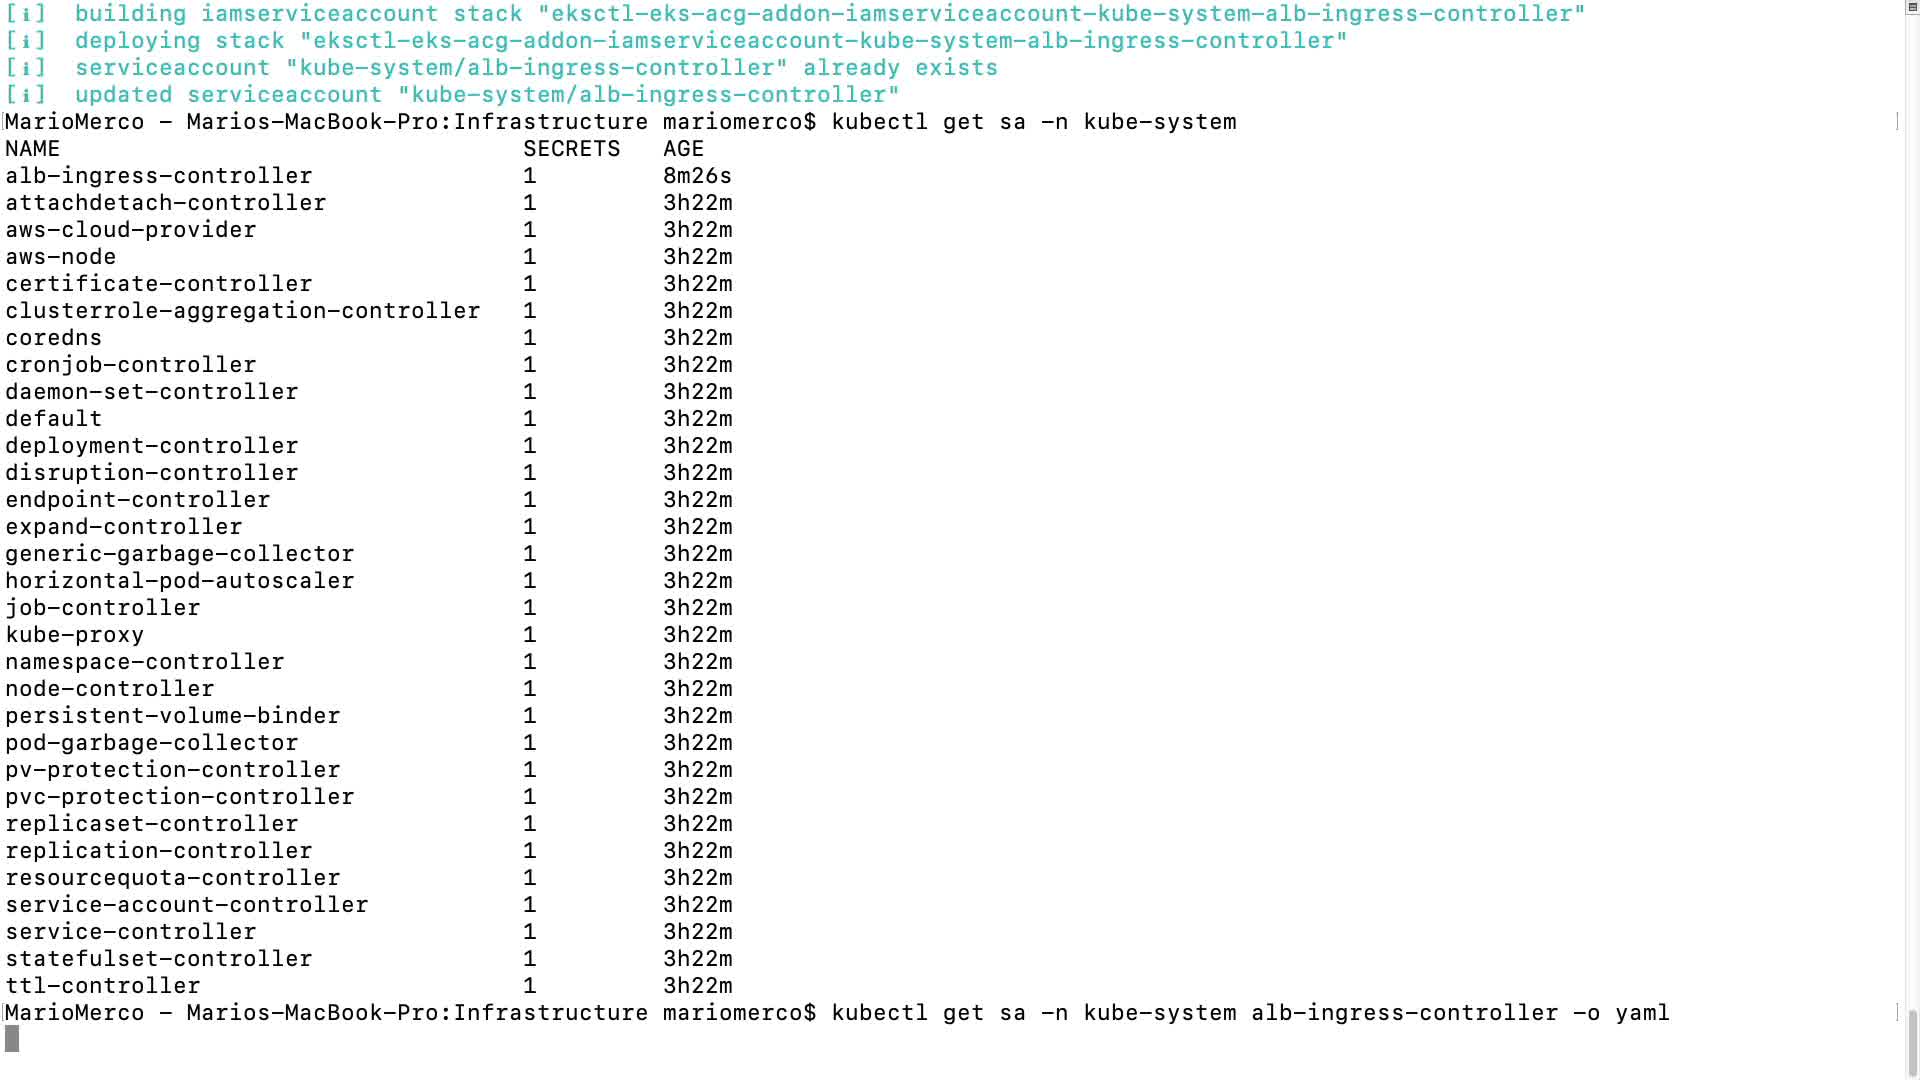 [ℹ]  building iamserviceaccount stack "eksctl-eks-acg-addon-iamserviceaccount-kube-system-alb-ingress-controller"
[ℹ]  deploying stack "eksctl-eks-acg-addon-iamserviceaccount-kube-system-alb-ingress-controller"
[ℹ]  serviceaccount "kube-system/alb-ingress-controller" already exists
[ℹ]  updated serviceaccount "kube-system/alb-ingress-controller"
MarioMerco - Marios-MacBook-Pro:Infrastructure mariomerco$ kubectl get sa -n kube-system
NAME SECRETS AGE
alb-ingress-controller 1 8m26s
attachdetach-controller 1 3h22m
aws-cloud-provider 1 3h22m
aws-node 1 3h22m
certificate-controller 1 3h22m
clusterrole-aggregation-controller 1 3h22m
coredns 1 3h22m
cronjob-controller 1 3h22m
daemon-set-controller 1 3h22m
default 1 3h22m
deployment-controller 1 3h22m
disruption-controller 1 3h22m
endpoint-controller 1 3h22m
expand-controller 1 3h22m
generic-garbage-collector 1 3h22m
horizontal-pod-autoscaler 1 3h22m
job-controller 1 3h22m
kube-proxy 1 3h22m
namespace-controller 1 3h22m
node-controller 1 3h22m
persistent-volume-binder 1 3h22m
pod-garbage-collector 1 3h22m
pv-protection-controller 1 3h22m
pvc-protection-controller 1 3h22m
replicaset-controller 1 3h22m
replication-controller 1 3h22m
resourcequota-controller 1 3h22m
service-account-controller 1 3h22m
service-controller 1 3h22m
statefulset-controller 1 3h22m
ttl-controller 1 3h22m
MarioMerco - Marios-MacBook-Pro:Infrastructure mariomerco$ kubectl get sa -n kube-system alb-ingress-controller -o yaml